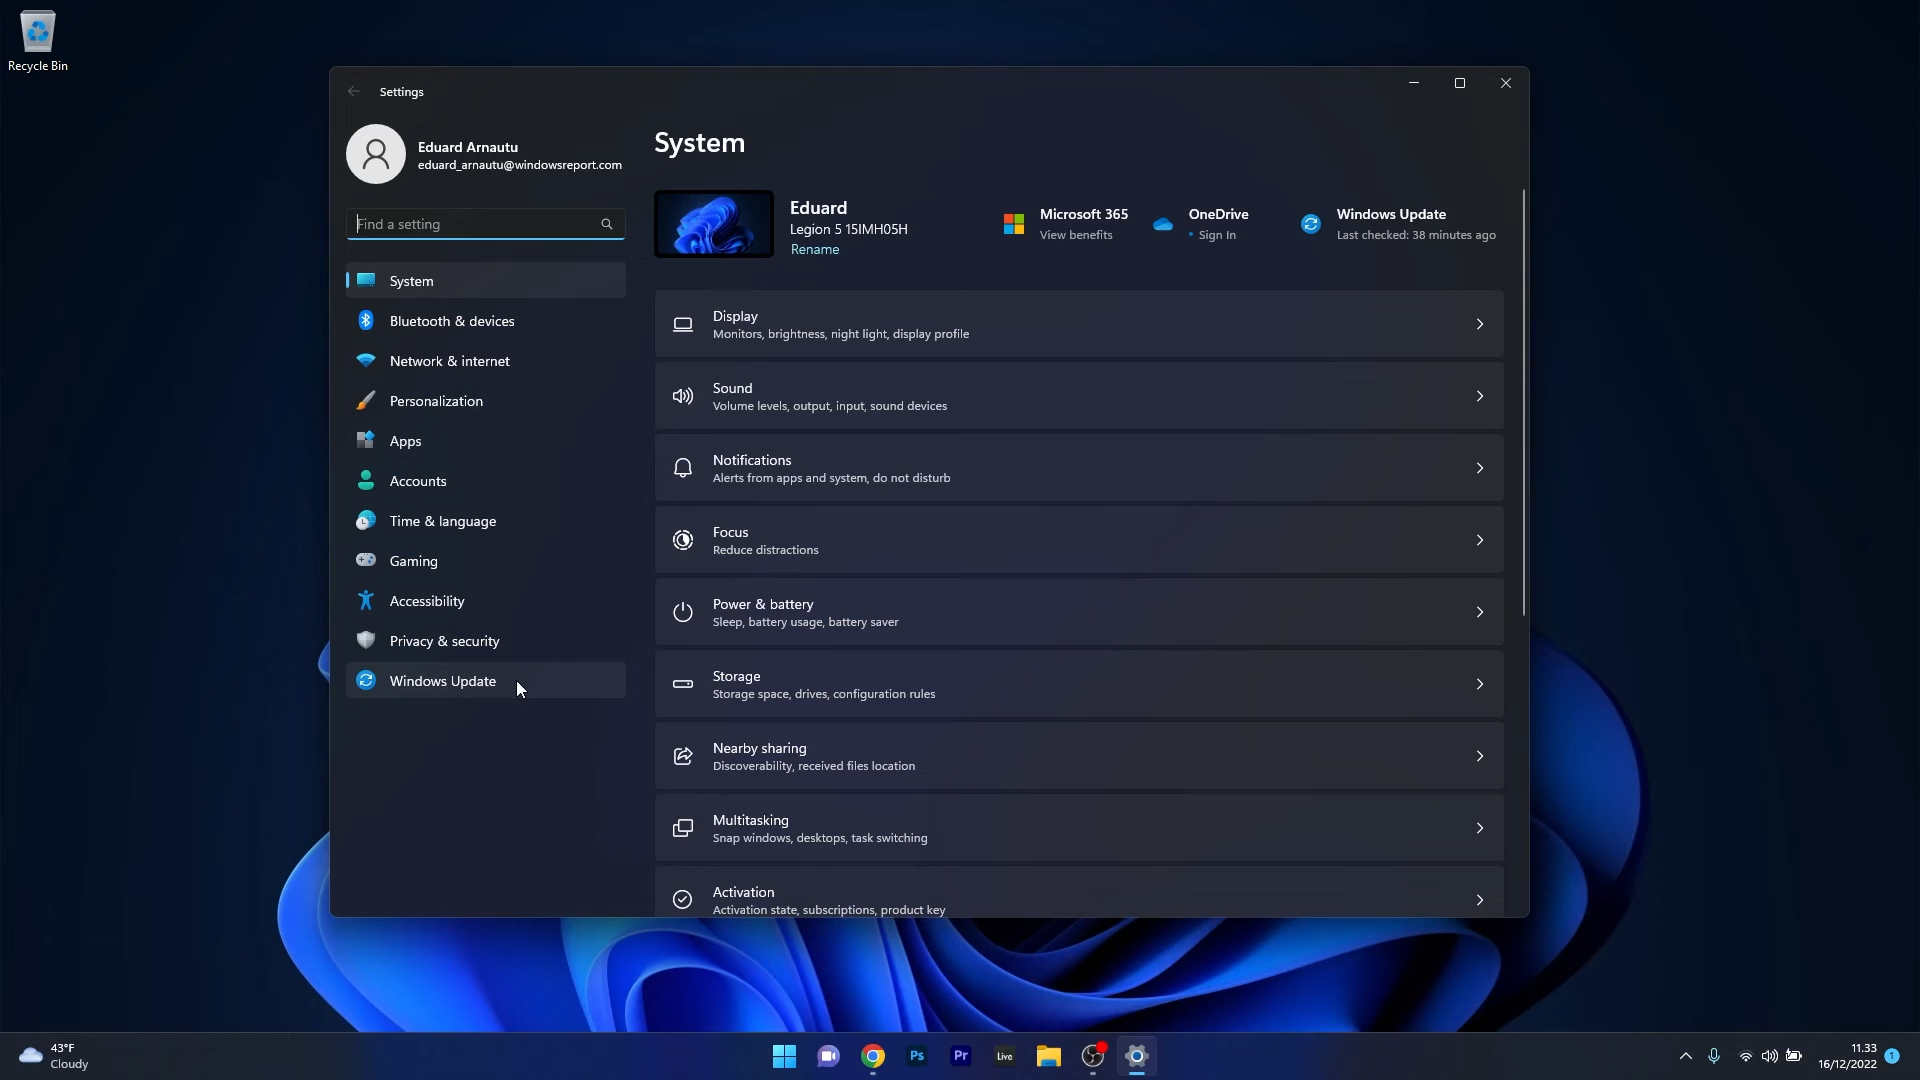 Recycle Bin
Settings
Eduard Arnautu
eduard_arnautu@windowsreport.com
Find a setting
System
Bluetooth & devices
Network & internet
Personalization
Apps
Accounts
Time & language
Gaming
Accessibility
Privacy & security
Windows Update
System
Eduard
Legion 5 15IMH05H
Rename
Microsoft 365
View benefits
OneDrive
• Sign In
Windows Update
Last checked: 38 minutes ago
Display
Monitors, brightness, night light, display profile
Sound
Volume levels, output, input, sound devices
Notifications
Alerts from apps and system, do not disturb
Focus
Reduce distractions
Power & battery
Sleep, battery usage, battery saver
Storage
Storage space, drives, configuration rules
Nearby sharing
Discoverability, received files location
Multitasking
Snap windows, desktops, task switching
Activation
Activation state, subscriptions, product key
43°F
Cloudy
Ps
Pr
Live
11.33
16/12/2022
1